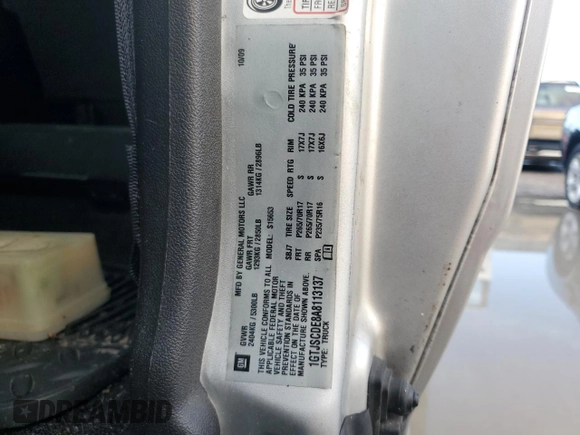 GM
MFD BY GENERAL MOTORS LLC
10/09
GVWR
GAWR FRT
GAWR RR
2404KG / 5300LB
1293KG / 2850LB
1314KG / 2896LB
THIS VEHICLE CONFORMS TO ALL
APPLICABLE FEDERAL MOTOR
VEHICLE SAFETY AND THEFT
PREVENTION STANDARDS
IN EFFECT ON THE DATE OF
MANUFACTURE SHOWN ABOVE.
1GTJSCDE8A8113137
TYPE: TRUCK
MODEL: S15653
SBJ7 TIRE SIZE SPEED RTG RIM COLD TIRE PRESSURE
FRT P265/70R17 S 17X7J 240 KPA 35 PSI
RR P265/70R17 S 17X7J 240 KPA 35 PSI
SPA P235/75R16 S 16X6J 240 KPA 35 PSI
DREAMBID